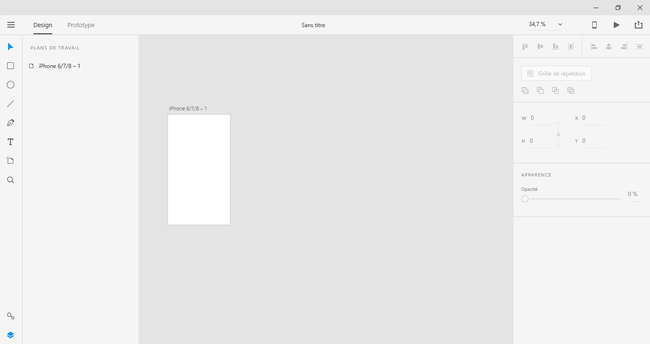 Design
Prototype
Sans titre
34,7 %
PLANS DE TRAVAIL
iPhone 6/7/8 – 1
iPhone 6/7/8 – 1
Grille de répétition
W 0
X 0
H 0
Y 0
APPARENCE
Opacité
0 %